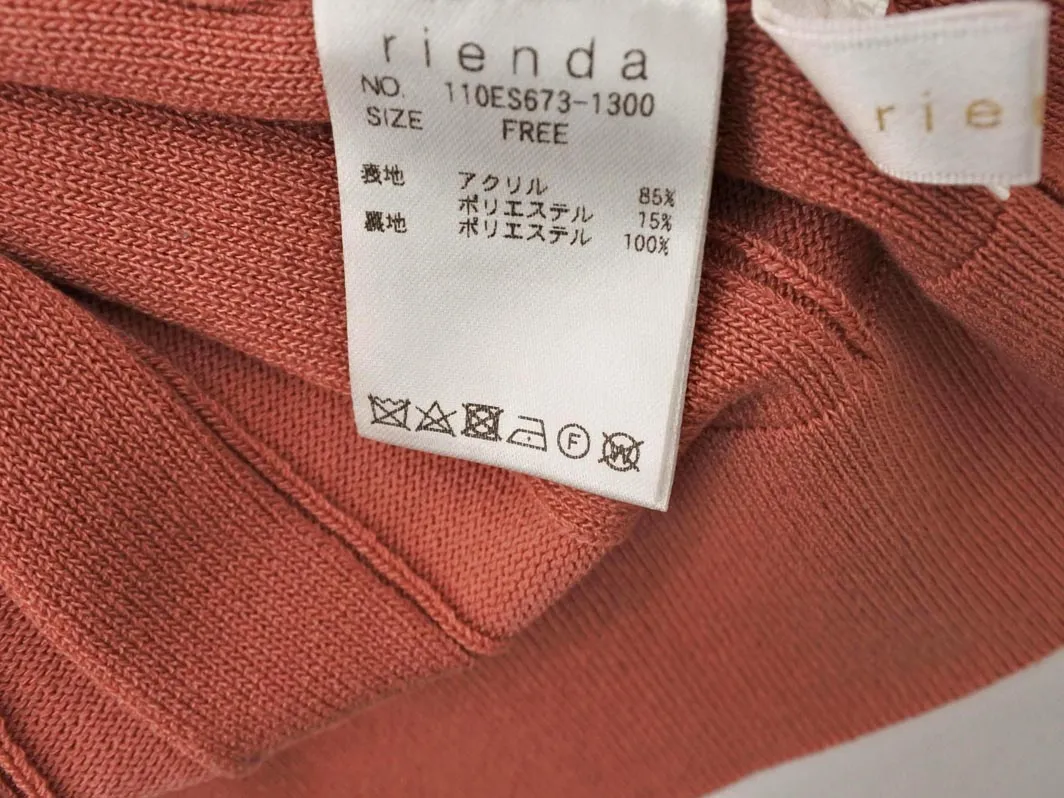 rienda
NO. 110ES673-1300
SIZE FREE
表地 アクリル 85%
ポリエステル 15%
裏地 ポリエステル 100%
F
W
rie